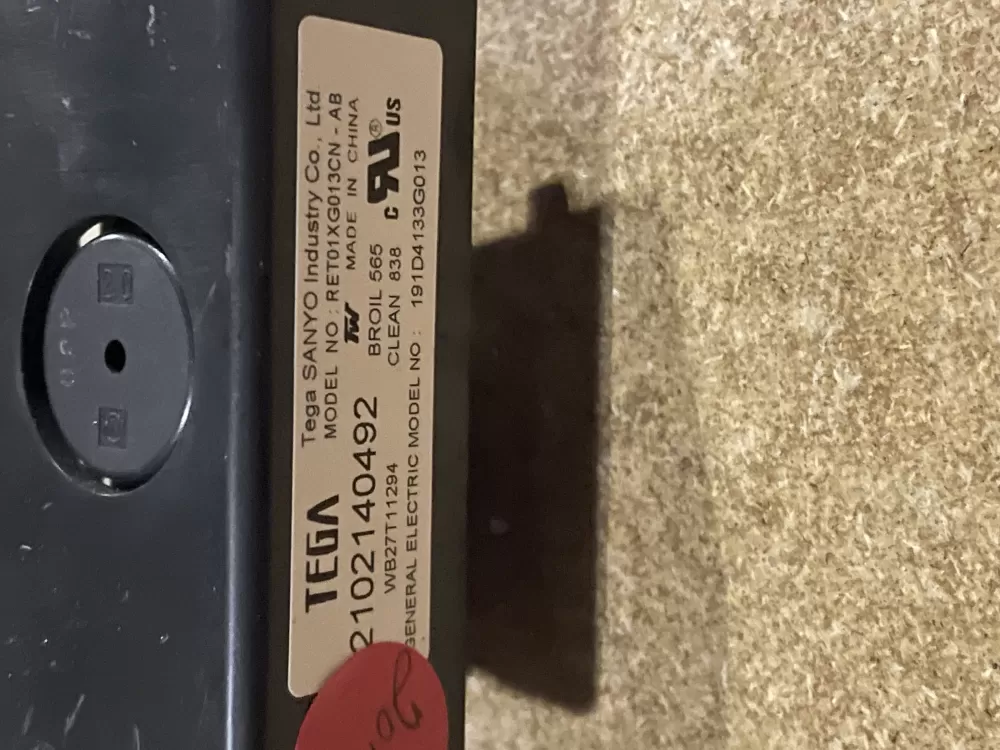 Tega SANYO Industry Co., Ltd
TEGA
MODEL NO : RET01XG013CN - AB
MADE IN CHINA
2102140492
BROIL 565
CLEAN 838
c RU ® US
WB27T11294
GENERAL ELECTRIC MODEL NO : 191D4133G013